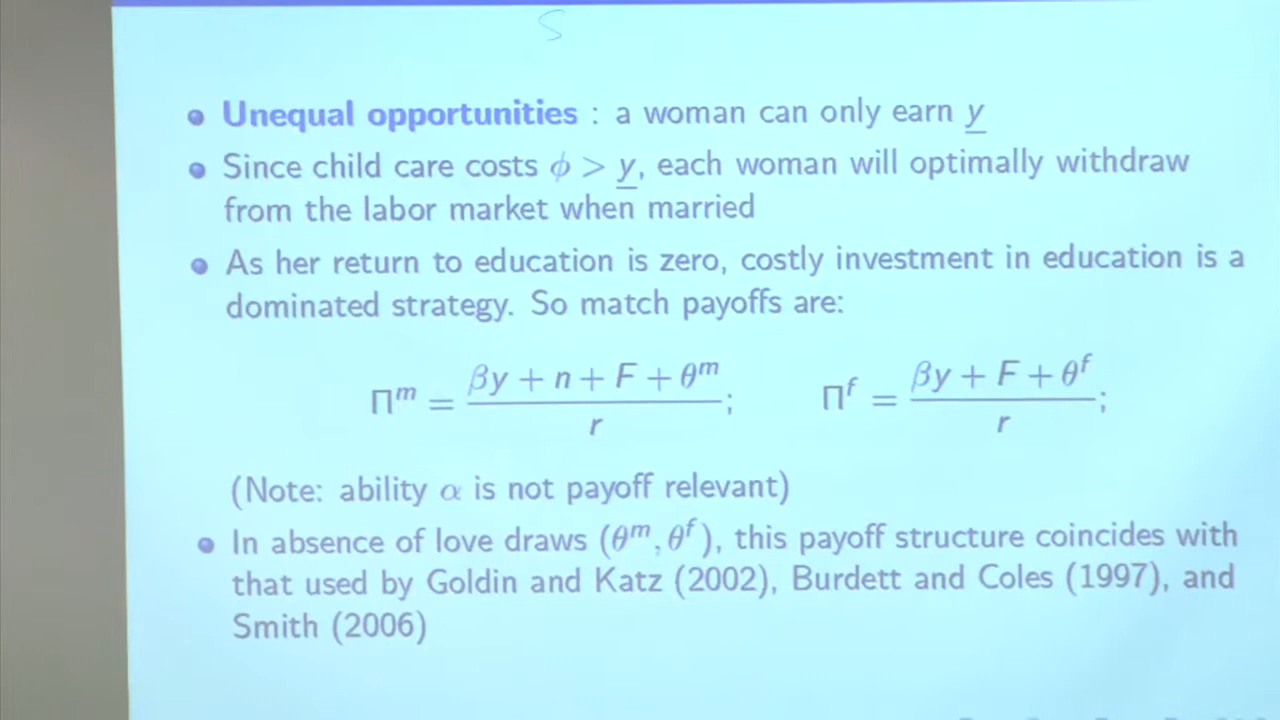 S
Unequal opportunities : a woman can only earn y̲
Since child care costs ϕ > y̲, each woman will optimally withdraw
from the labor market when married
As her return to education is zero, costly investment in education is a
dominated strategy. So match payoffs are:
Πᵐ = (βy + n + F + θᵐ) / r; Πᶠ = (βy + F + θᶠ) / r;
(Note: ability α is not payoff relevant)
In absence of love draws (θᵐ, θᶠ), this payoff structure coincides with
that used by Goldin and Katz (2002), Burdett and Coles (1997), and
Smith (2006)